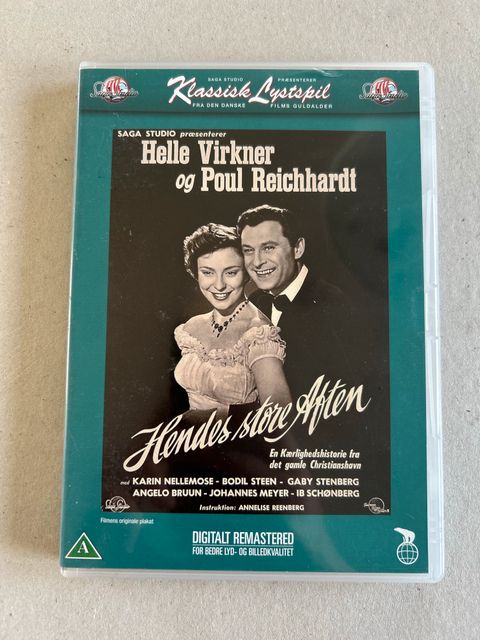 SAGA STUDIO PRÆSENTERER
Klassisk Lystspil
FRA DEN DANSKE FILMS GULDALDER
SAGA STUDIO præsenterer
Helle Virkner
og Poul Reichhardt
Hendes store Aften
En Kærlighedshistorie fra
det gamle Christianshavn
med
KARIN NELLEMOSE - BODIL STEEN - GABY STENBERG
ANGELO BRUUN - JOHANNES MEYER - IB SCHØNBERG
Instruktion: ANNELISE REENBERG
Filmens originale plakat
A
DIGITALT REMASTERED
FOR BEDRE LYD- OG BILLEDKVALITET